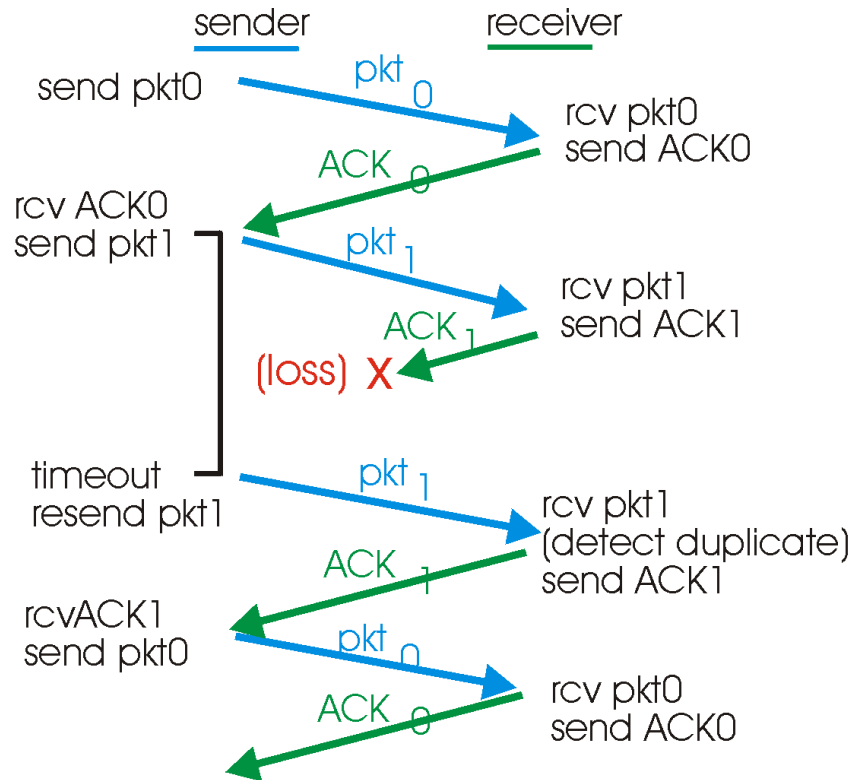 sender
receiver
send pkt0
pkt 0
rcv pkt0
send ACK0
ACK 0
rcv ACK0
send pkt1
pkt 1
rcv pkt1
send ACK1
ACK 1
(loss) X
timeout
resend pkt1
pkt 1
rcv pkt1
(detect duplicate)
send ACK1
ACK 1
rcvACK1
send pkt0
pkt 0
rcv pkt0
send ACK0
ACK 0